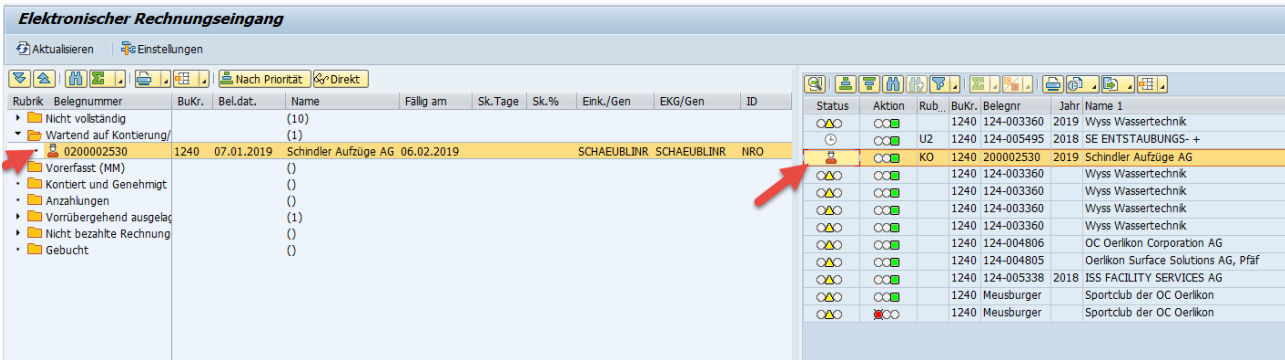 Elektronischer Rechnungseingang
Aktualisieren Einstellungen
Nach Priorität Direkt
Rubrik Belegnummer BuKr. Bel.dat. Name Fällig am Sk.Tage Sk.% Eink./Gen EKG/Gen ID
Nicht vollständig (10)
Wartend auf Kontierung/ (1)
0200002530 1240 07.01.2019 Schindler Aufzüge AG 06.02.2019 SCHAEUBLINR SCHAEUBLINR NRO
Vorerfasst (MM) ()
Kontiert und Genehmigt ()
Anzahlungen ()
Vorrübergehend ausgelag (1)
Nicht bezahlte Rechnung ()
Gebucht ()
Status Aktion Rub... BuKr. Belegnr Jahr Name 1
1240 124-003360 2019 Wyss Wassertechnik
U2 1240 124-005495 2018 SE ENTSTAUBUNGS- +
KO 1240 200002530 2019 Schindler Aufzüge AG
1240 124-003360 Wyss Wassertechnik
1240 124-003360 Wyss Wassertechnik
1240 124-003360 Wyss Wassertechnik
1240 124-003360 Wyss Wassertechnik
1240 124-004806 OC Oerlikon Corporation AG
1240 124-004805 Oerlikon Surface Solutions AG, Pfäf
1240 124-005338 2018 ISS FACILITY SERVICES AG
1240 Meusburger Sportclub der OC Oerlikon
1240 Meusburger Sportclub der OC Oerlikon